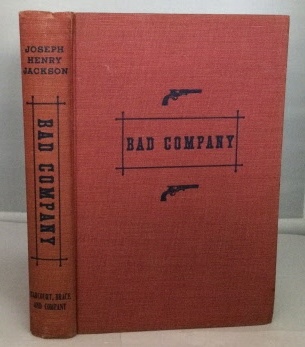 JOSEPH
HENRY
JACKSON
BAD COMPANY
HARCOURT, BRACE
AND COMPANY
BAD COMPANY